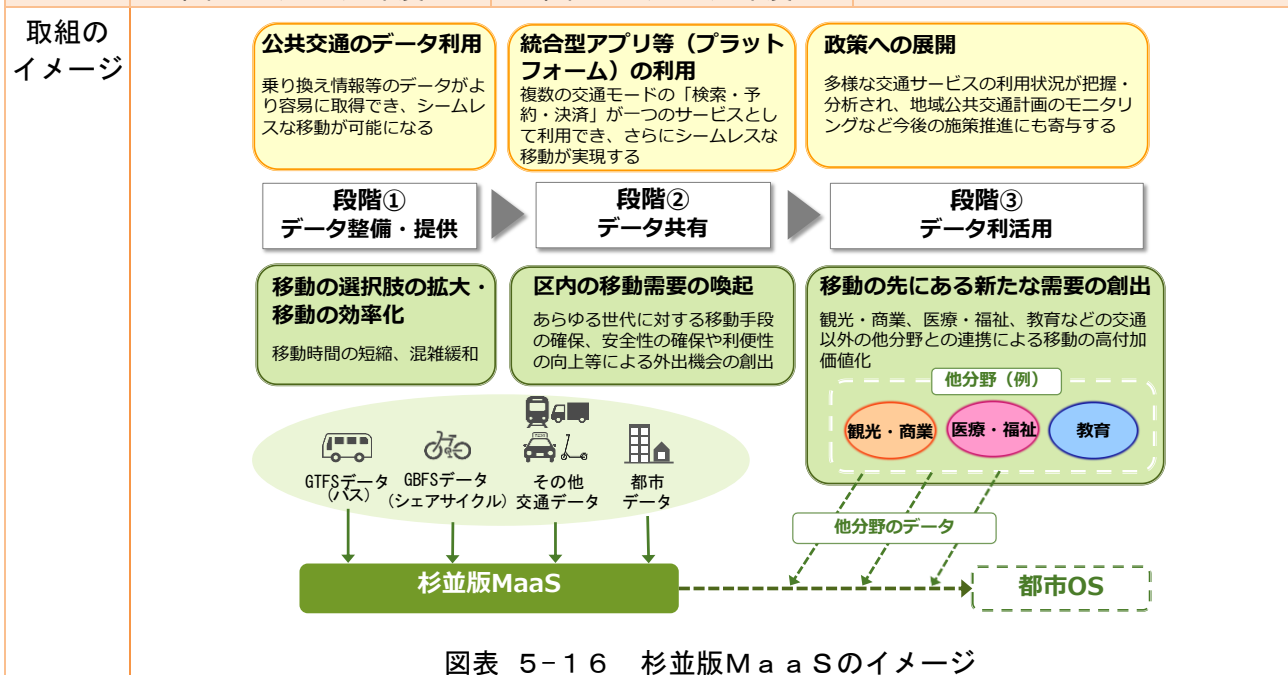 取組の
イメージ
公共交通のデータ利用
乗り換え情報等のデータがよ
り容易に取得でき、シームレ
スな移動が可能になる
統合型アプリ等（プラット
フォーム）の利用
複数の交通モードの「検索・予
約・決済」が一つのサービスとし
て利用でき、さらにシームレスな
移動が実現する
政策への展開
多様な交通サービスの利用状況が把握・
分析され、地域公共交通計画のモニタリ
ングなど今後の施策推進にも寄与する
段階①
データ整備・提供
段階②
データ共有
段階③
データ利活用
移動の選択肢の拡大・
移動の効率化
移動時間の短縮、混雑緩和
区内の移動需要の喚起
あらゆる世代に対する移動手段
の確保、安全性の確保や利便性
の向上等による外出機会の創出
移動の先にある新たな需要の創出
観光・商業、医療・福祉、教育などの交通
以外の他分野との連携による移動の高付加
価値化
他分野（例）
観光・商業
医療・福祉
教育
GTFSデータ
（バス）
GBFSデータ
（シェアサイクル）
その他
交通データ
都市
データ
他分野のデータ
杉並版MaaS
都市OS
図表 5-16 杉並版ＭａａＳのイメージ